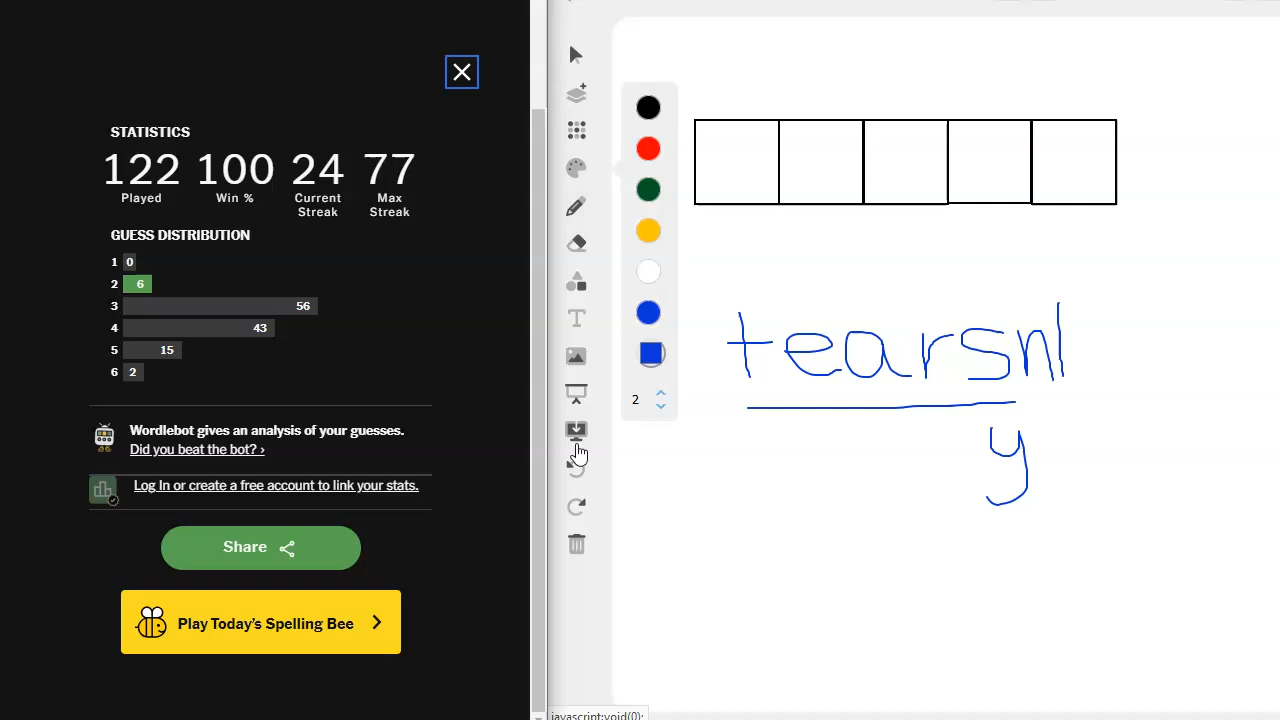 STATISTICS
122 100 24 77
Played Win % Current Streak Max Streak
GUESS DISTRIBUTION
1 0
2 6
3 56
4 43
5 15
6 2
Wordlebot gives an analysis of your guesses.
Did you beat the bot? ›
Log In or create a free account to link your stats.
Share
Play Today's Spelling Bee
T
2
tearsnl
y
javascript:void(0);